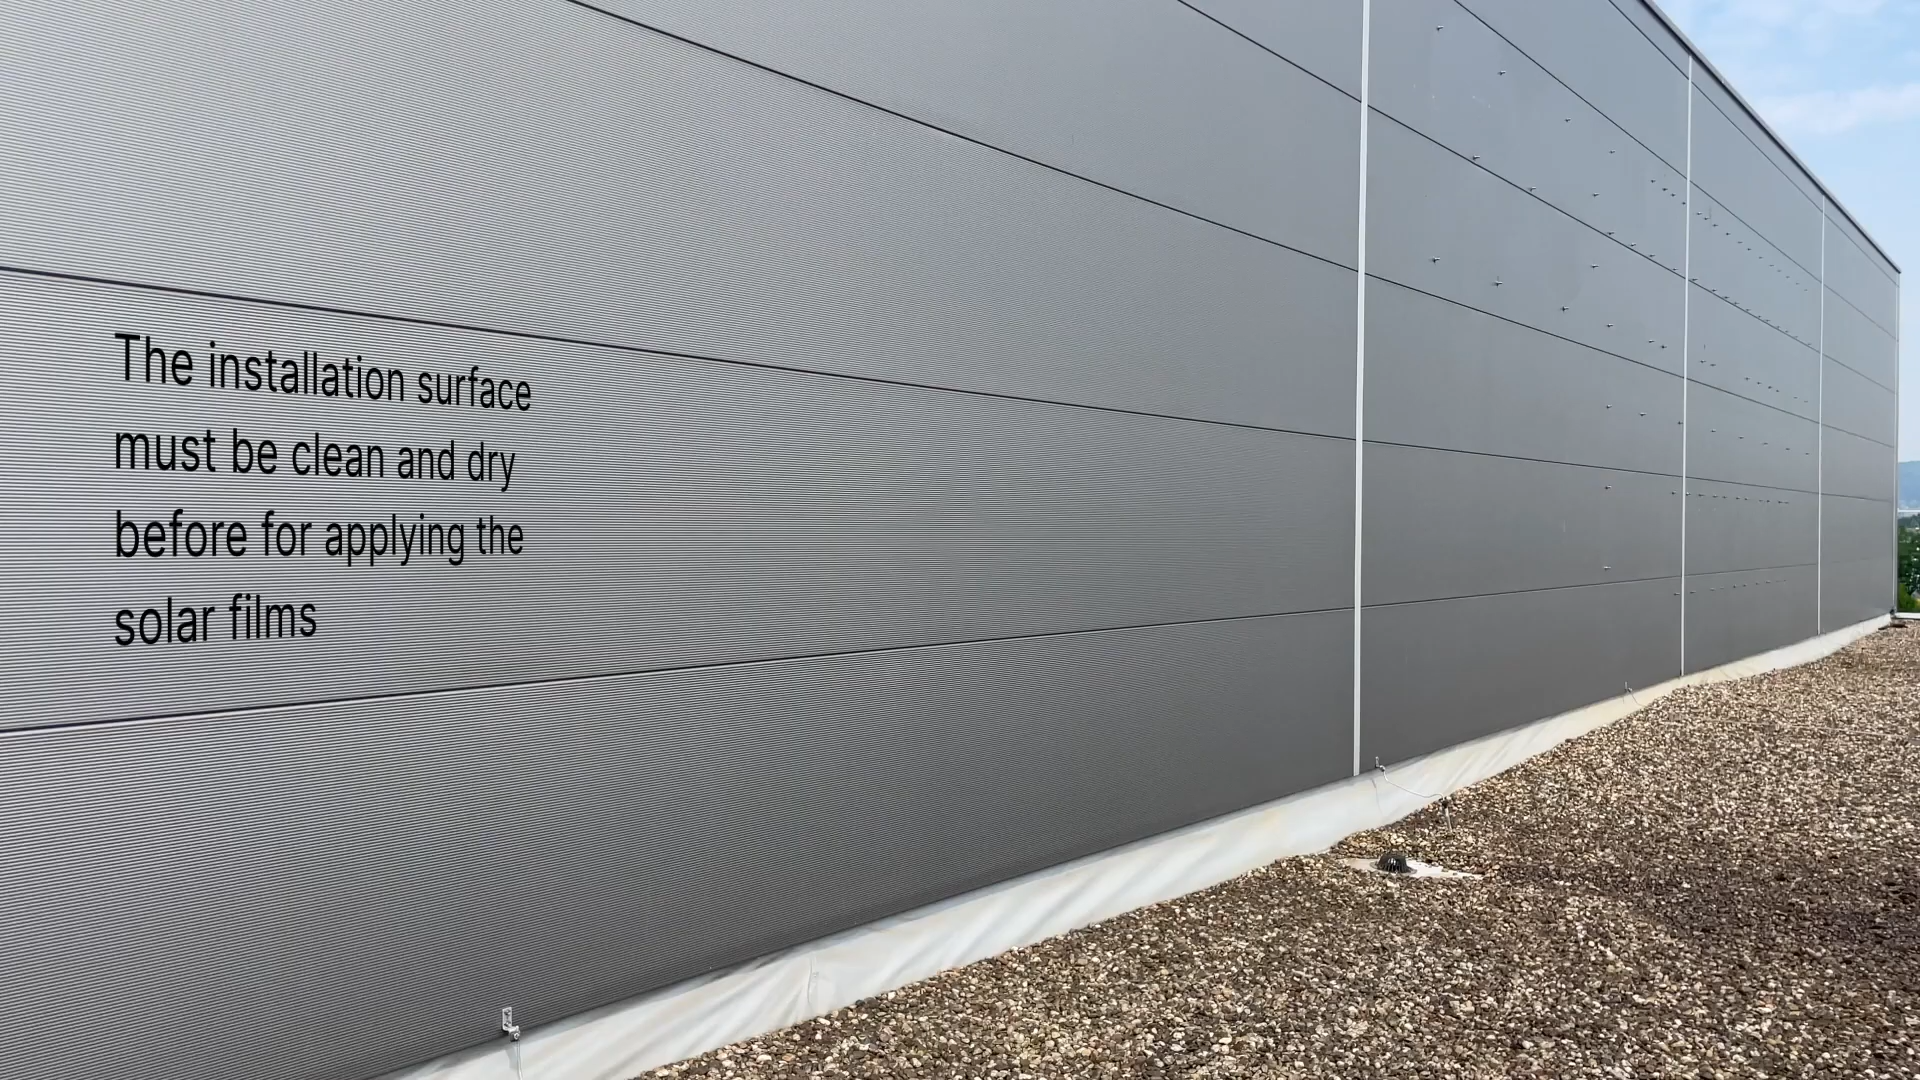 The installation surface
must be clean and dry
before for applying the
solar films